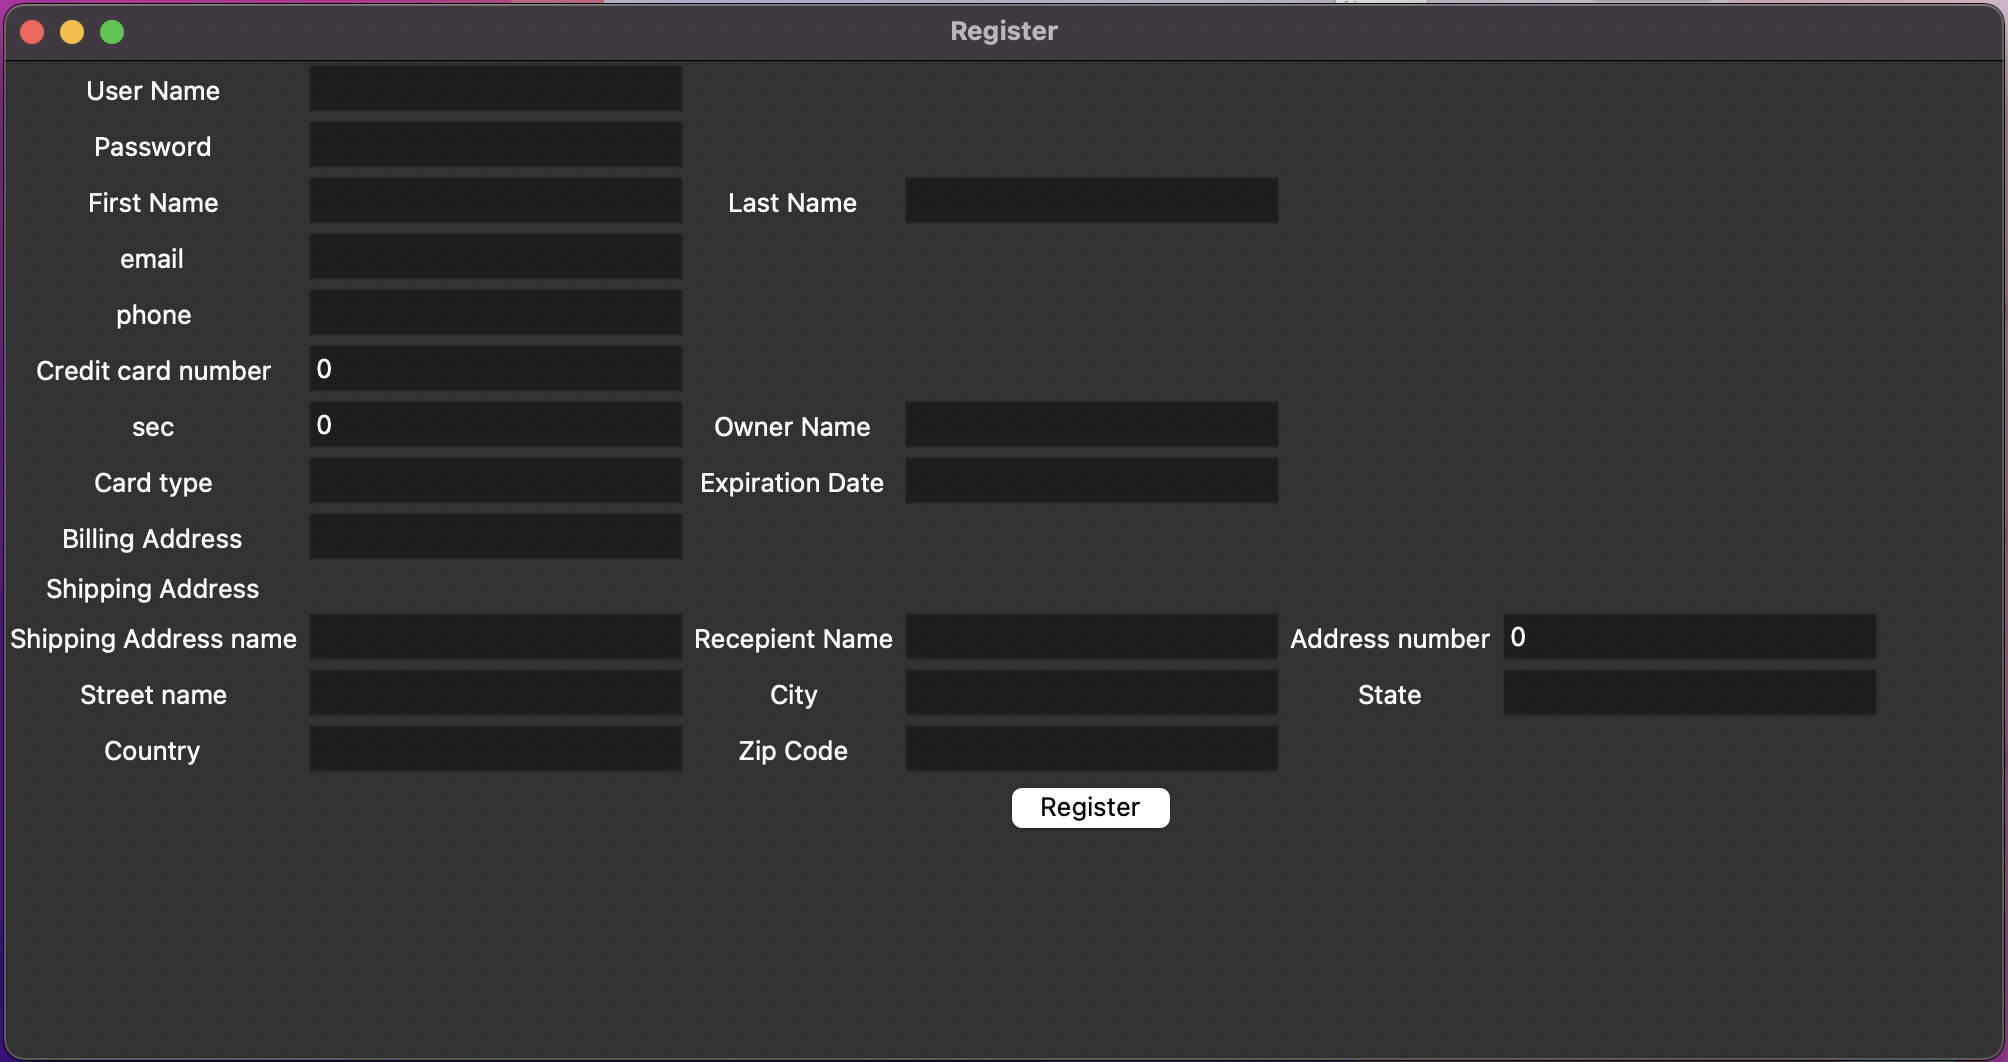 Register
User Name
Password
First Name Last Name
email
phone
Credit card number 0
sec 0 Owner Name
Card type Expiration Date
Billing Address
Shipping Address
Shipping Address name Recepient Name Address number 0
Street name City State
Country Zip Code
Register